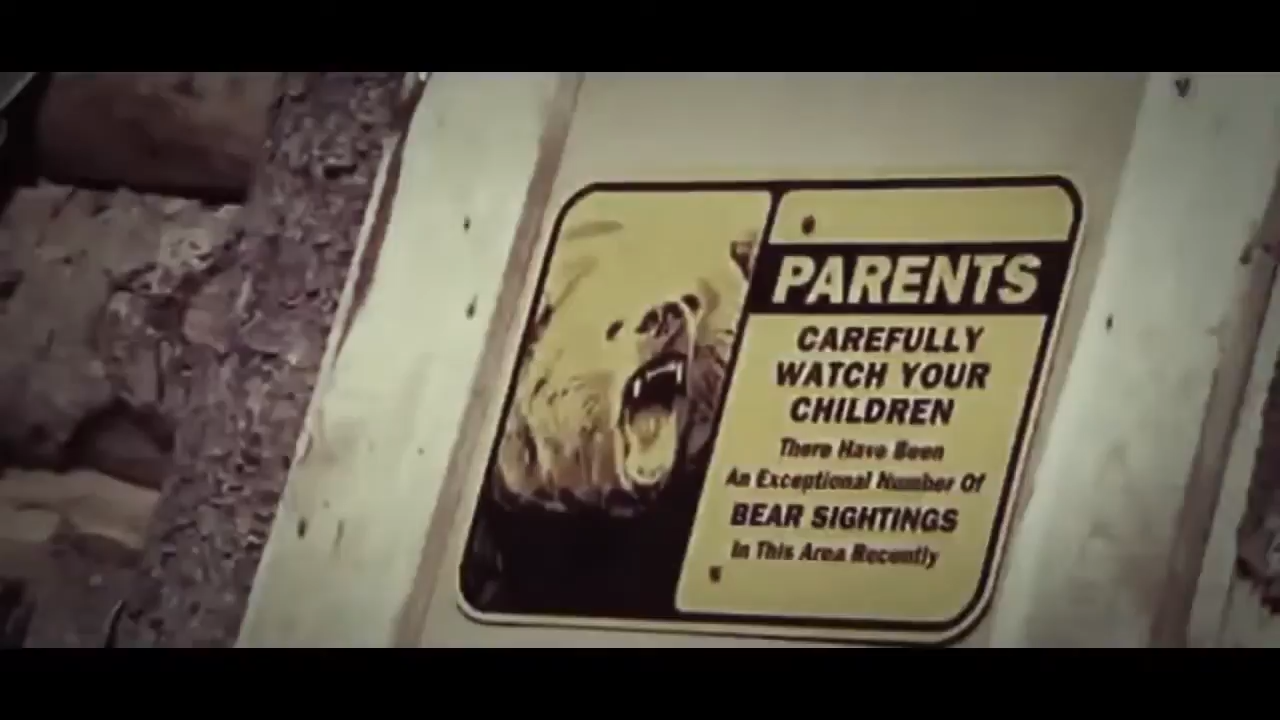 PARENTS
CAREFULLY
WATCH YOUR
CHILDREN
There Have Been
An Exceptional Number Of
BEAR SIGHTINGS
In This Area Recently